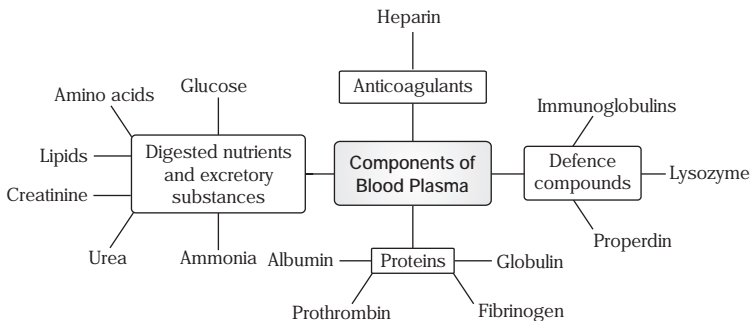 Heparin
Anticoagulants
Glucose
Amino acids
Lipids
Creatinine
Urea
Ammonia
Digested nutrients
and excretory
substances
Components of
Blood Plasma
Immunoglobulins
Defence
compounds
Lysozyme
Properdin
Albumin
Proteins
Globulin
Prothrombin
Fibrinogen